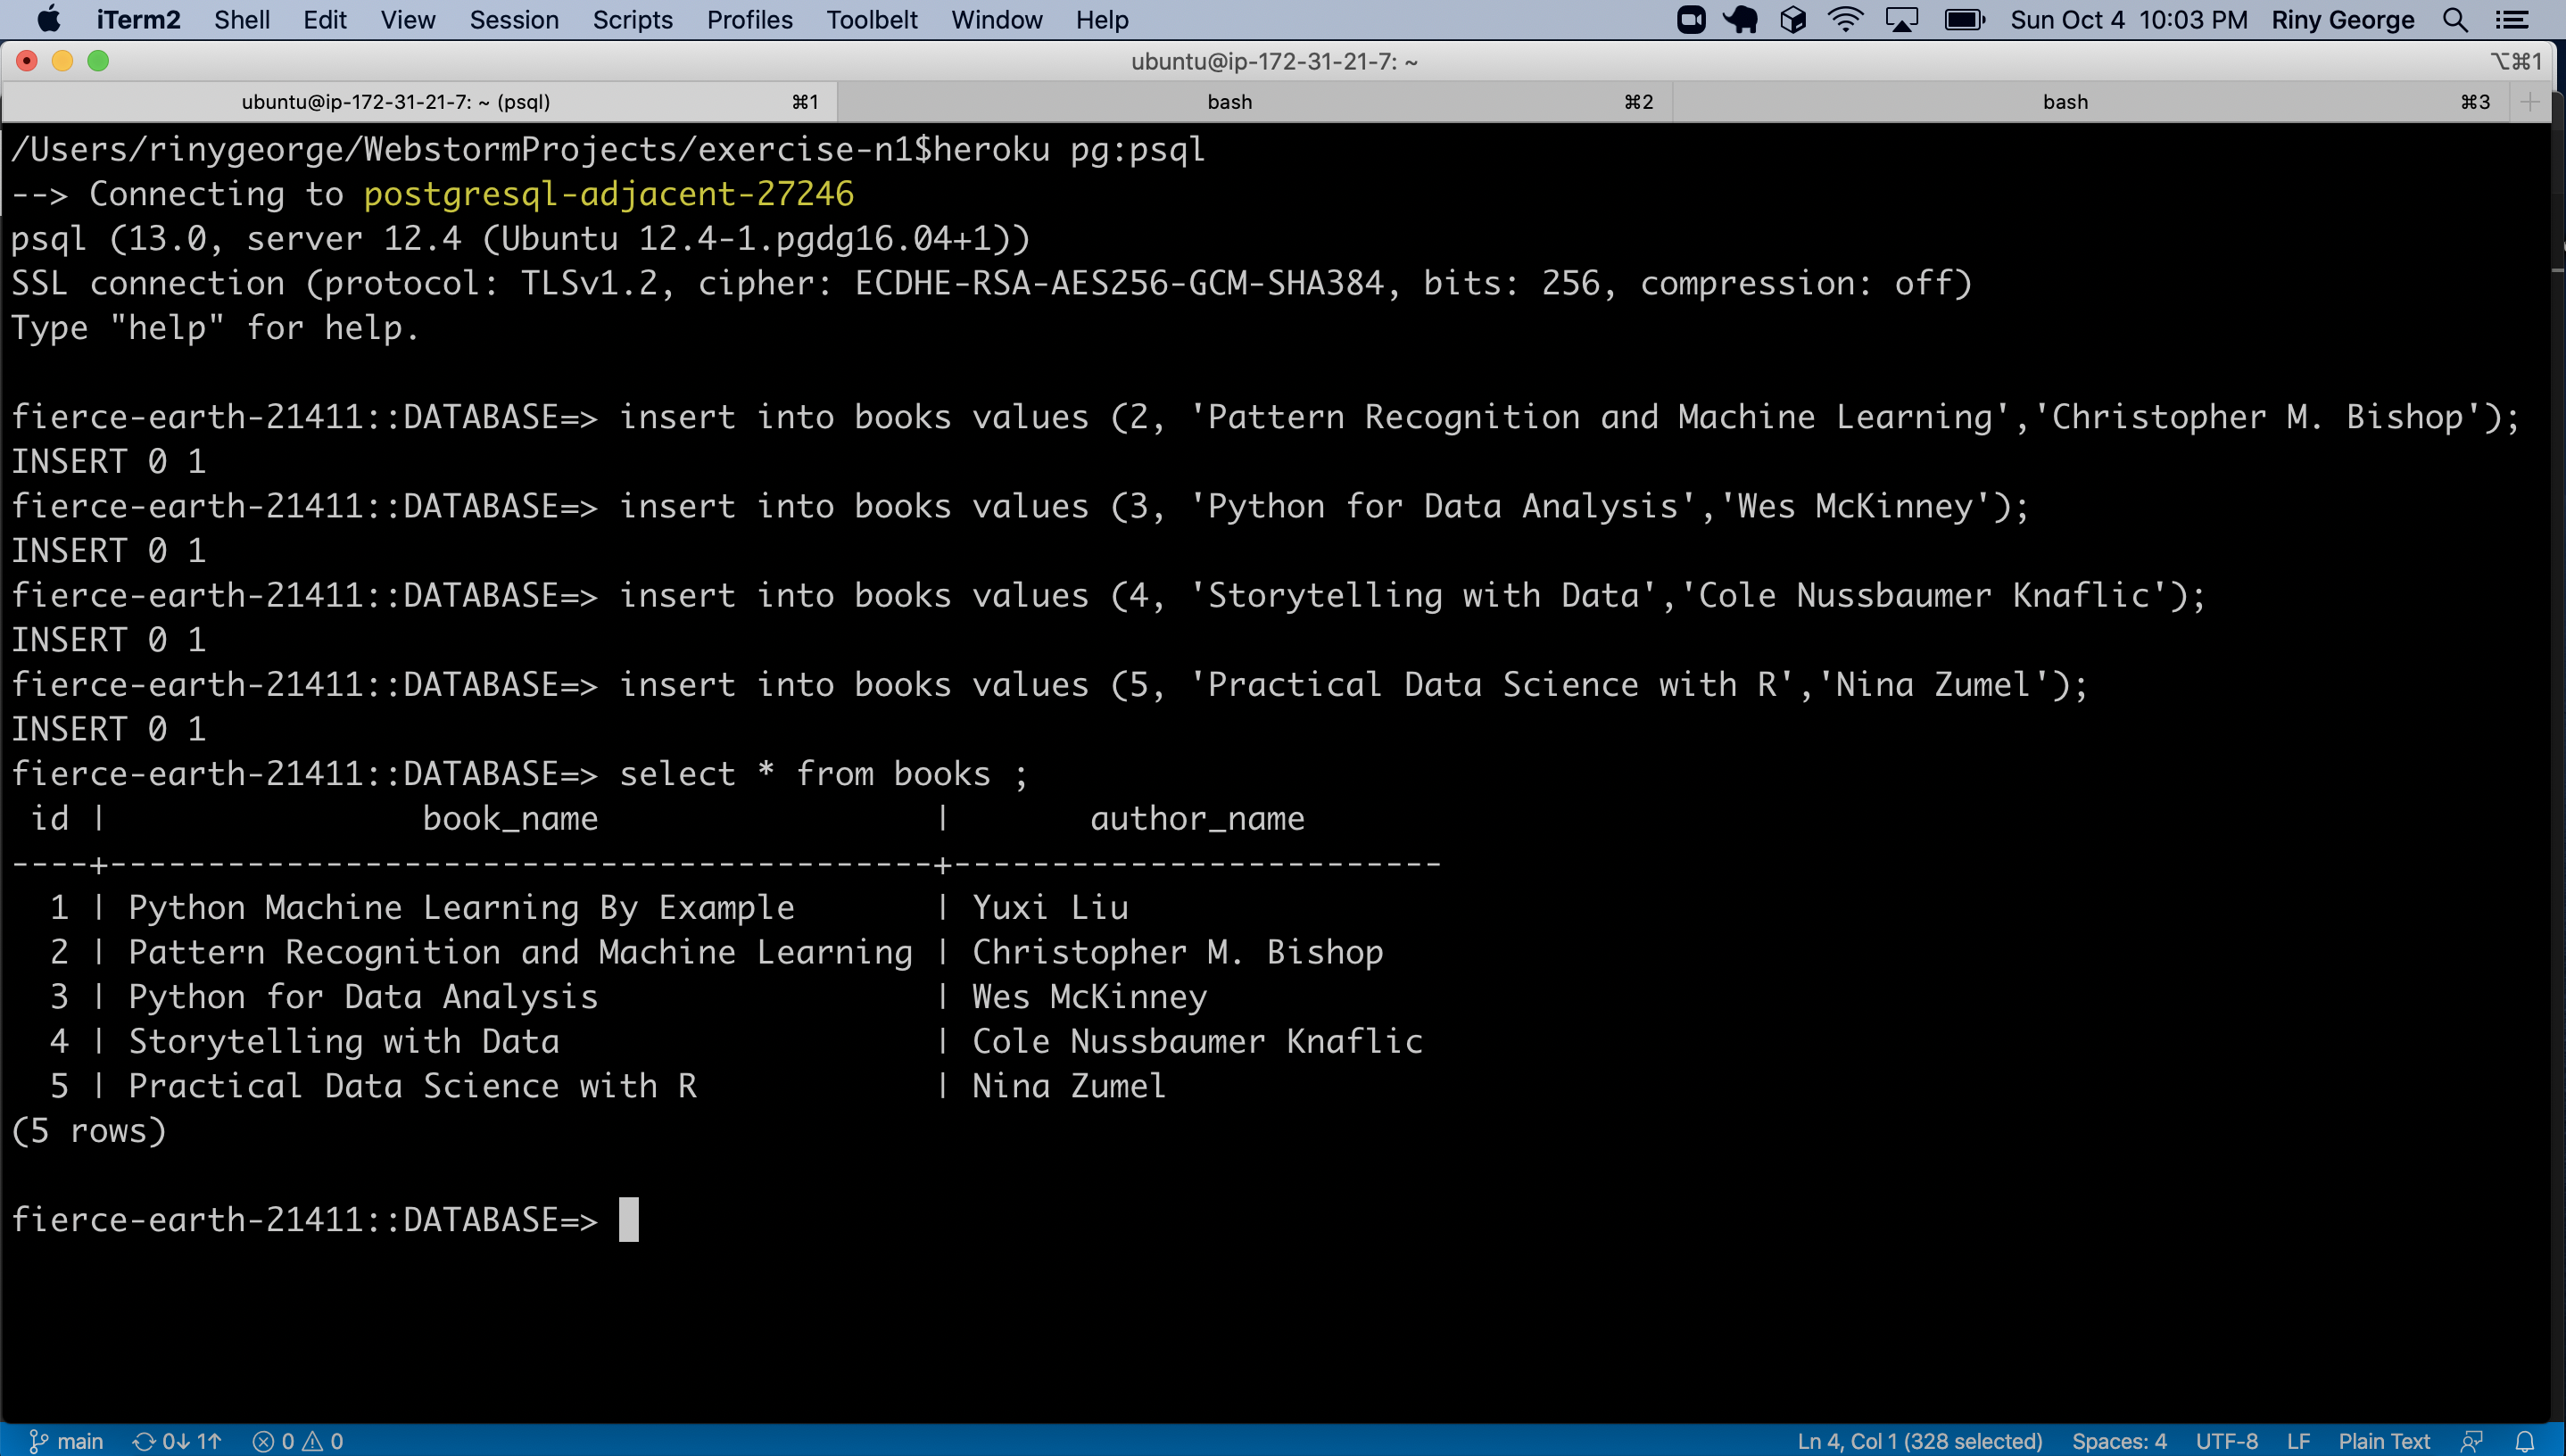 iTerm2 Shell Edit View Session Scripts Profiles Toolbelt Window Help Sun Oct 4 10:03 PM Riny George
ubuntu@ip-172-31-21-7: ~ ⌥⌘1
ubuntu@ip-172-31-21-7: ~ (psql) ⌘1 bash ⌘2 bash ⌘3
/Users/rinygeorge/WebstormProjects/exercise-n1$heroku pg:psql
--> Connecting to postgresql-adjacent-27246
psql (13.0, server 12.4 (Ubuntu 12.4-1.pgdg16.04+1))
SSL connection (protocol: TLSv1.2, cipher: ECDHE-RSA-AES256-GCM-SHA384, bits: 256, compression: off)
Type "help" for help.
fierce-earth-21411::DATABASE=> insert into books values (2, 'Pattern Recognition and Machine Learning','Christopher M. Bishop');
INSERT 0 1
fierce-earth-21411::DATABASE=> insert into books values (3, 'Python for Data Analysis','Wes McKinney');
INSERT 0 1
fierce-earth-21411::DATABASE=> insert into books values (4, 'Storytelling with Data','Cole Nussbaumer Knaflic');
INSERT 0 1
fierce-earth-21411::DATABASE=> insert into books values (5, 'Practical Data Science with R','Nina Zumel');
INSERT 0 1
fierce-earth-21411::DATABASE=> select * from books ;
 id |                book_name                 |       author_name
----+------------------------------------------+-------------------------
  1 | Python Machine Learning By Example       | Yuxi Liu
  2 | Pattern Recognition and Machine Learning | Christopher M. Bishop
  3 | Python for Data Analysis                 | Wes McKinney
  4 | Storytelling with Data                   | Cole Nussbaumer Knaflic
  5 | Practical Data Science with R            | Nina Zumel
(5 rows)
fierce-earth-21411::DATABASE=>
main 0↓ 1↑ 0 0 Ln 4, Col 1 (328 selected) Spaces: 4 UTF-8 LF Plain Text